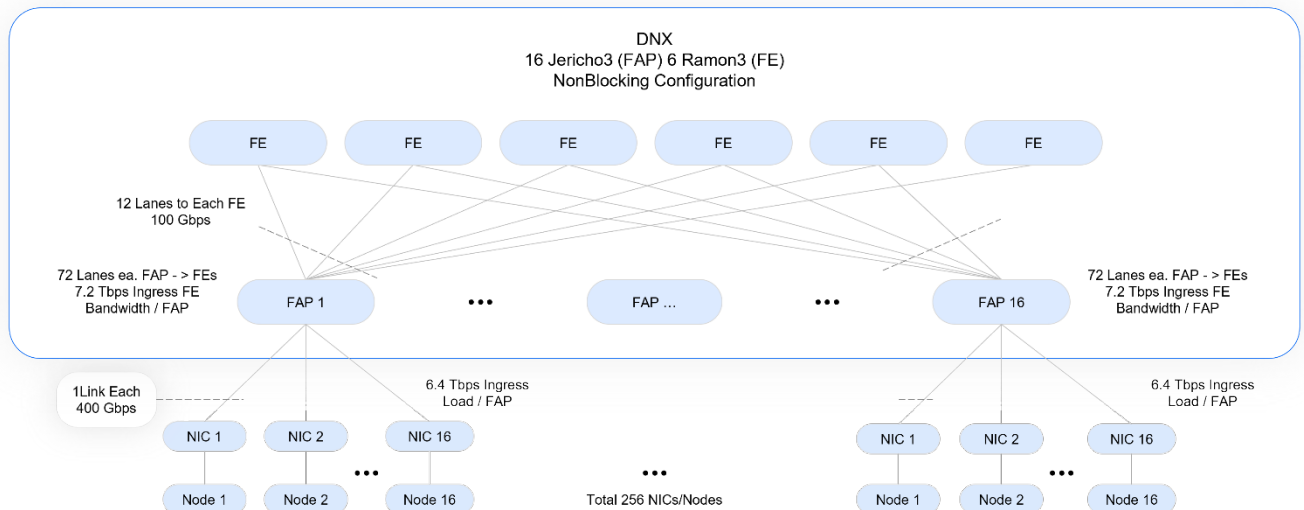 DNX
16 Jericho3 (FAP) 6 Ramon3 (FE)
NonBlocking Configuration
FE
FE
FE
FE
FE
FE
12 Lanes to Each FE
100 Gbps
72 Lanes ea. FAP - > FEs
7.2 Tbps Ingress FE
Bandwidth / FAP
FAP 1
•••
FAP ...
•••
FAP 16
72 Lanes ea. FAP - > FEs
7.2 Tbps Ingress FE
Bandwidth / FAP
1Link Each
400 Gbps
6.4 Tbps Ingress
Load / FAP
6.4 Tbps Ingress
Load / FAP
NIC 1
NIC 2
NIC 16
NIC 1
NIC 2
NIC 16
•••
•••
•••
Node 1
Node 2
Node 16
Total 256 NICs/Nodes
Node 1
Node 2
Node 16